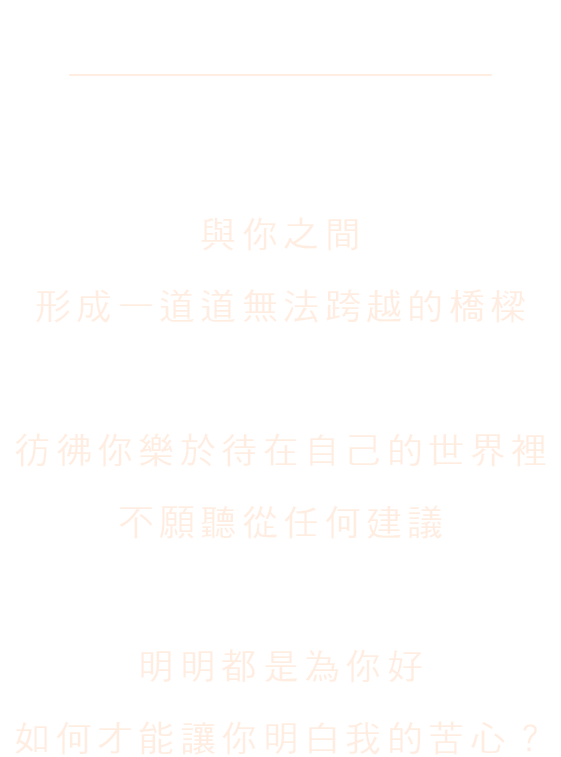 與你之間
形成一道道無法跨越的橋樑
彷彿你樂於待在自己的世界裡
不願聽從任何建議
明明都是為你好
如何才能讓你明白我的苦心？